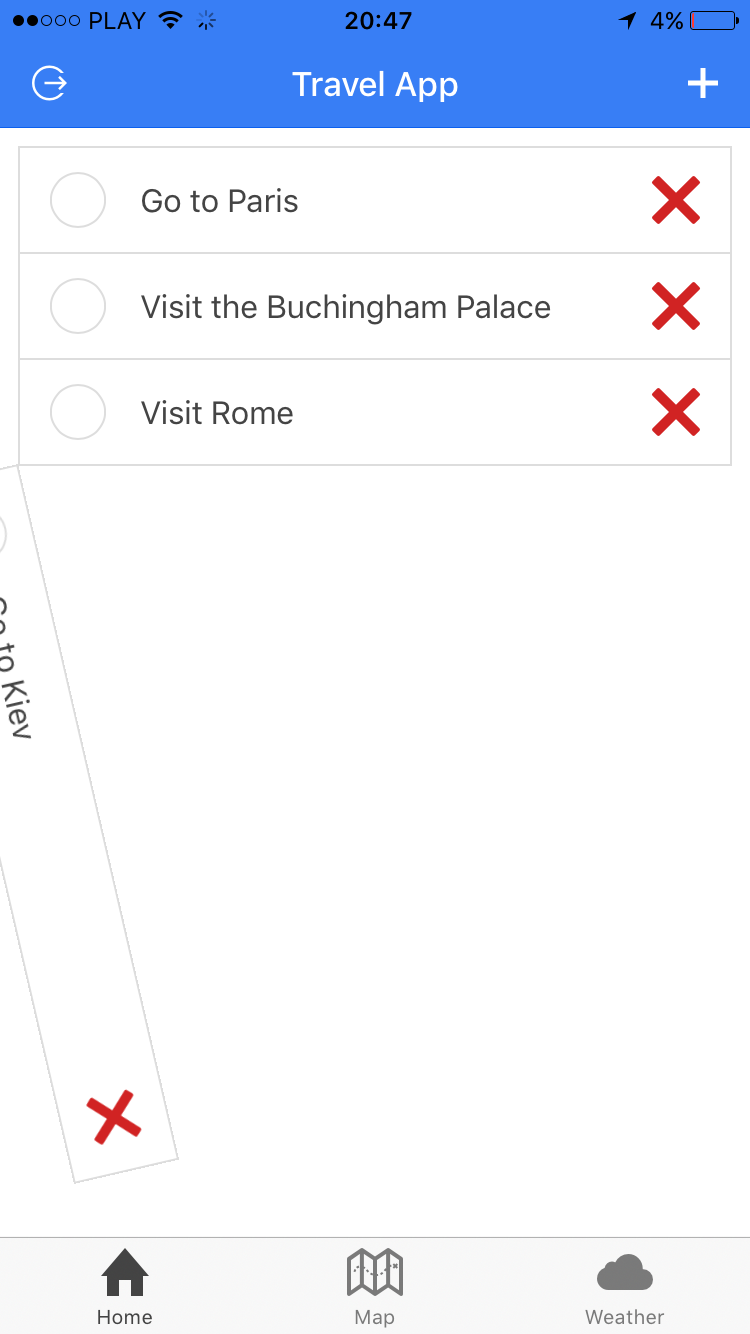 PLAY 20:47 4%
Travel App
Go to Paris
Visit the Buchingham Palace
Visit Rome
Go to Kiev
Home Map Weather